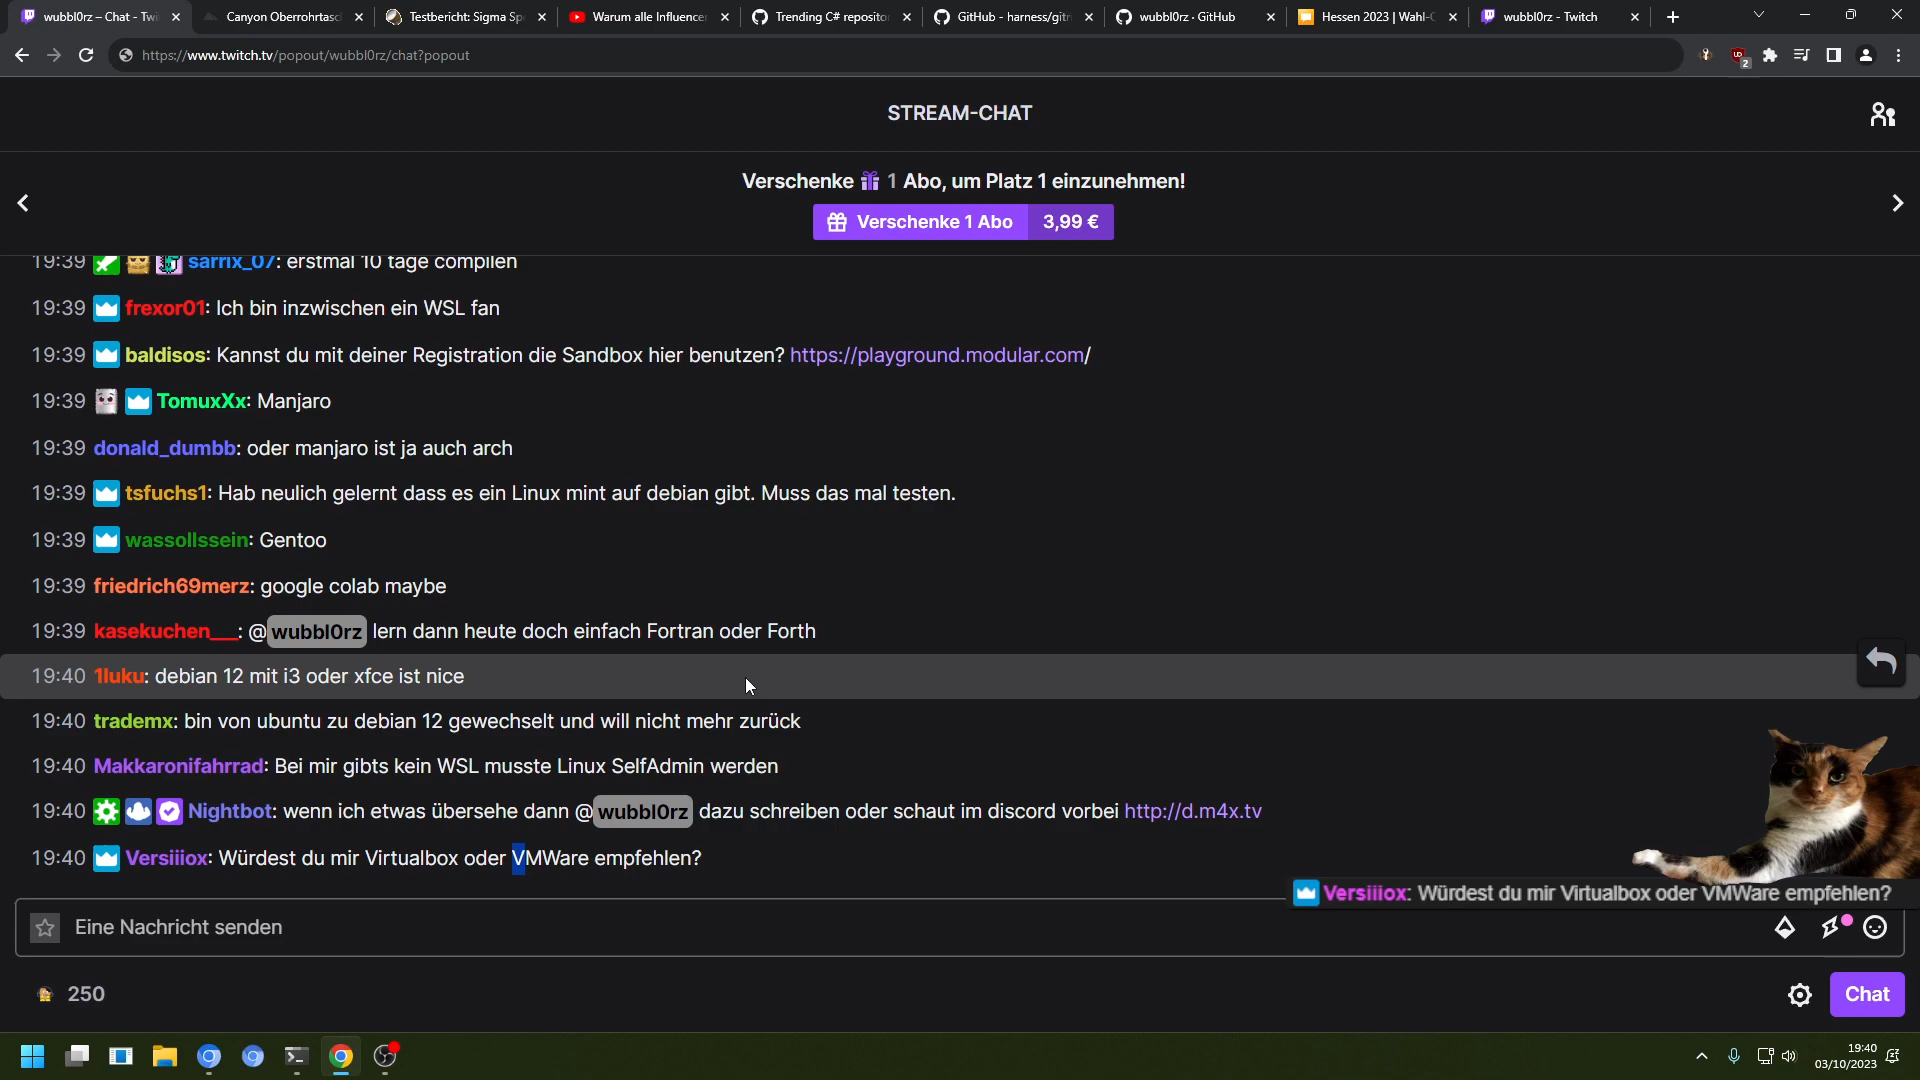 wubbl0rz – Chat - Twi
Canyon Oberrohrtasc
Testbericht: Sigma Sp
Warum alle Influence
Trending C# reposito
GitHub - harness/gitn
wubbl0rz · GitHub
Hessen 2023 | Wahl-
wubbl0rz - Twitch
https://www.twitch.tv/popout/wubbl0rz/chat?popout
2
STREAM-CHAT
Verschenke 1 Abo, um Platz 1 einzunehmen!
Verschenke 1 Abo 3,99 €
19:39 sarrix_07: erstmal 10 tage compilen
19:39 frexor01: Ich bin inzwischen ein WSL fan
19:39 baldisos: Kannst du mit deiner Registration die Sandbox hier benutzen? https://playground.modular.com/
19:39 TomuxXx: Manjaro
19:39 donald_dumbb: oder manjaro ist ja auch arch
19:39 tsfuchs1: Hab neulich gelernt dass es ein Linux mint auf debian gibt. Muss das mal testen.
19:39 wassollssein: Gentoo
19:39 friedrich69merz: google colab maybe
19:39 kasekuchen___: @wubbl0rz lern dann heute doch einfach Fortran oder Forth
19:40 1luku: debian 12 mit i3 oder xfce ist nice
19:40 trademx: bin von ubuntu zu debian 12 gewechselt und will nicht mehr zurück
19:40 Makkaronifahrrad: Bei mir gibts kein WSL musste Linux SelfAdmin werden
19:40 Nightbot: wenn ich etwas übersehe dann @wubbl0rz dazu schreiben oder schaut im discord vorbei http://d.m4x.tv
19:40 Versiiiox: Würdest du mir Virtualbox oder VMWare empfehlen?
Versiiiox: Würdest du mir Virtualbox oder VMWare empfehlen?
Eine Nachricht senden
250
Chat
19:40
03/10/2023